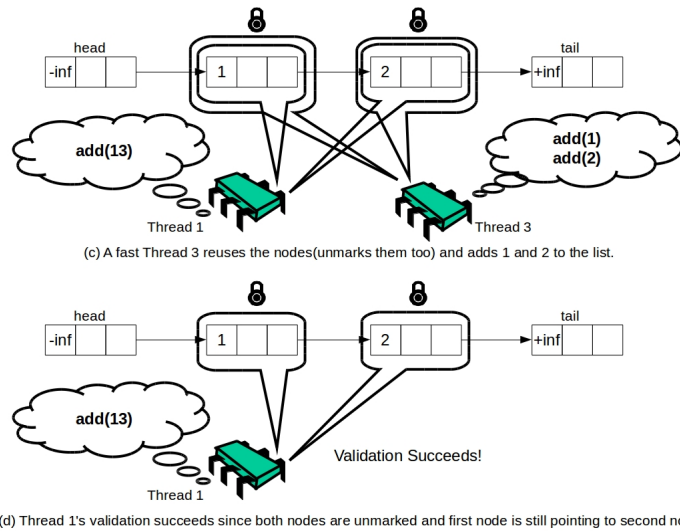 head
tail
-inf
1
2
+inf
add(13)
add(1)
add(2)
Thread 1
Thread 3
(c) A fast Thread 3 reuses the nodes(unmarks them too) and adds 1 and 2 to the list.
head
tail
-inf
1
2
+inf
add(13)
Validation Succeeds!
Thread 1
(d) Thread 1's validation succeeds since both nodes are unmarked and first node is still pointing to second